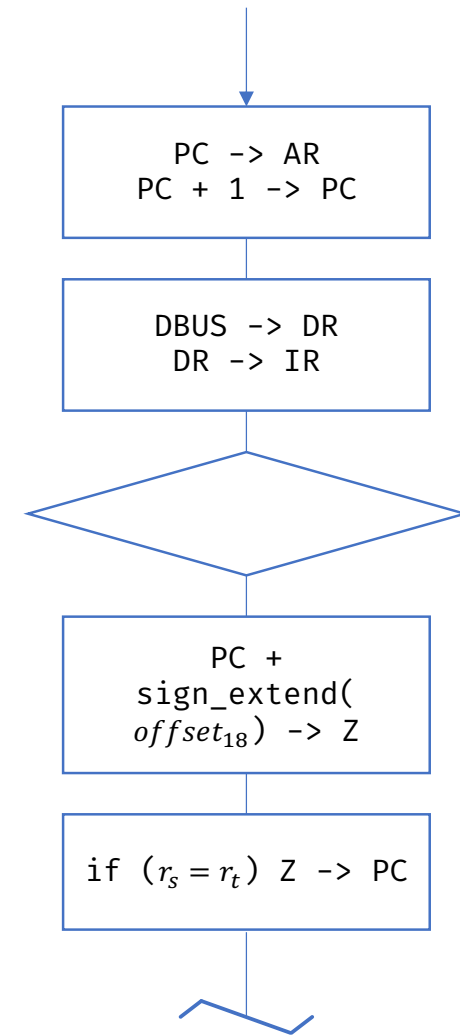 PC -> AR
PC + 1 -> PC
DBUS -> DR
DR -> IR
PC +
sign_extend(
offset₁₈) -> Z
if (rₛ = rₜ) Z -> PC